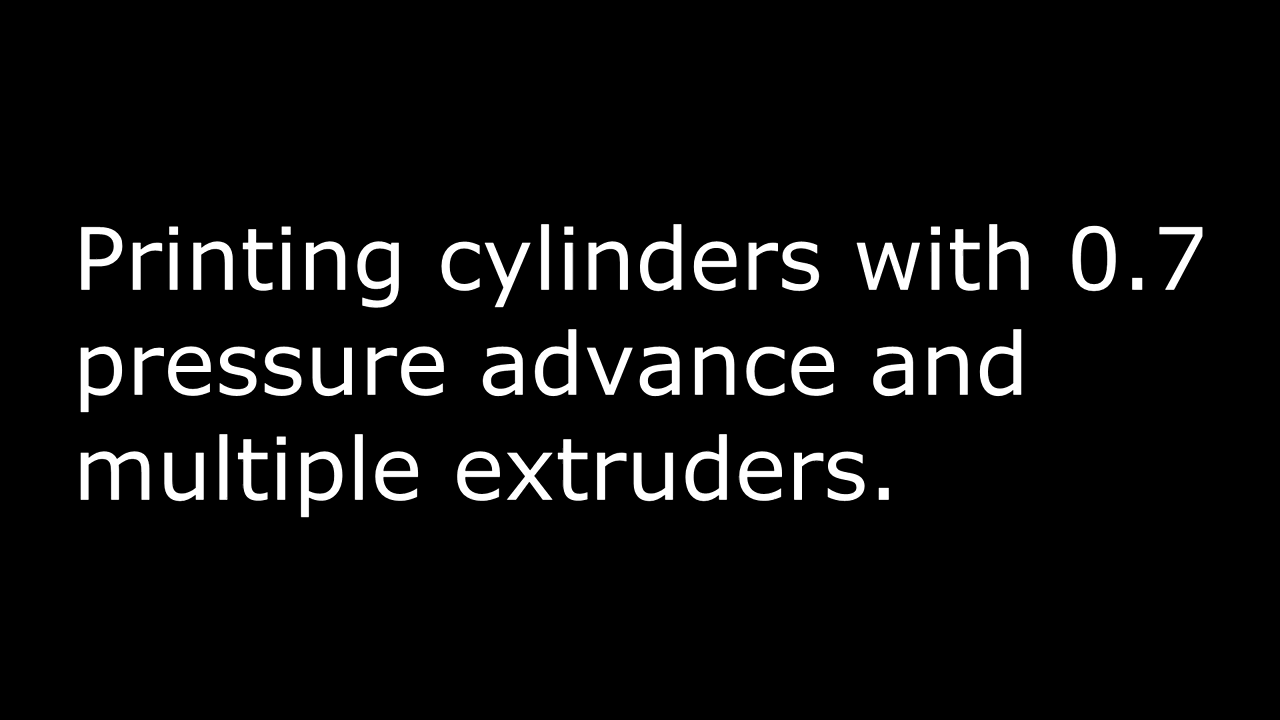 Printing cylinders with 0.7
pressure advance and
multiple extruders.